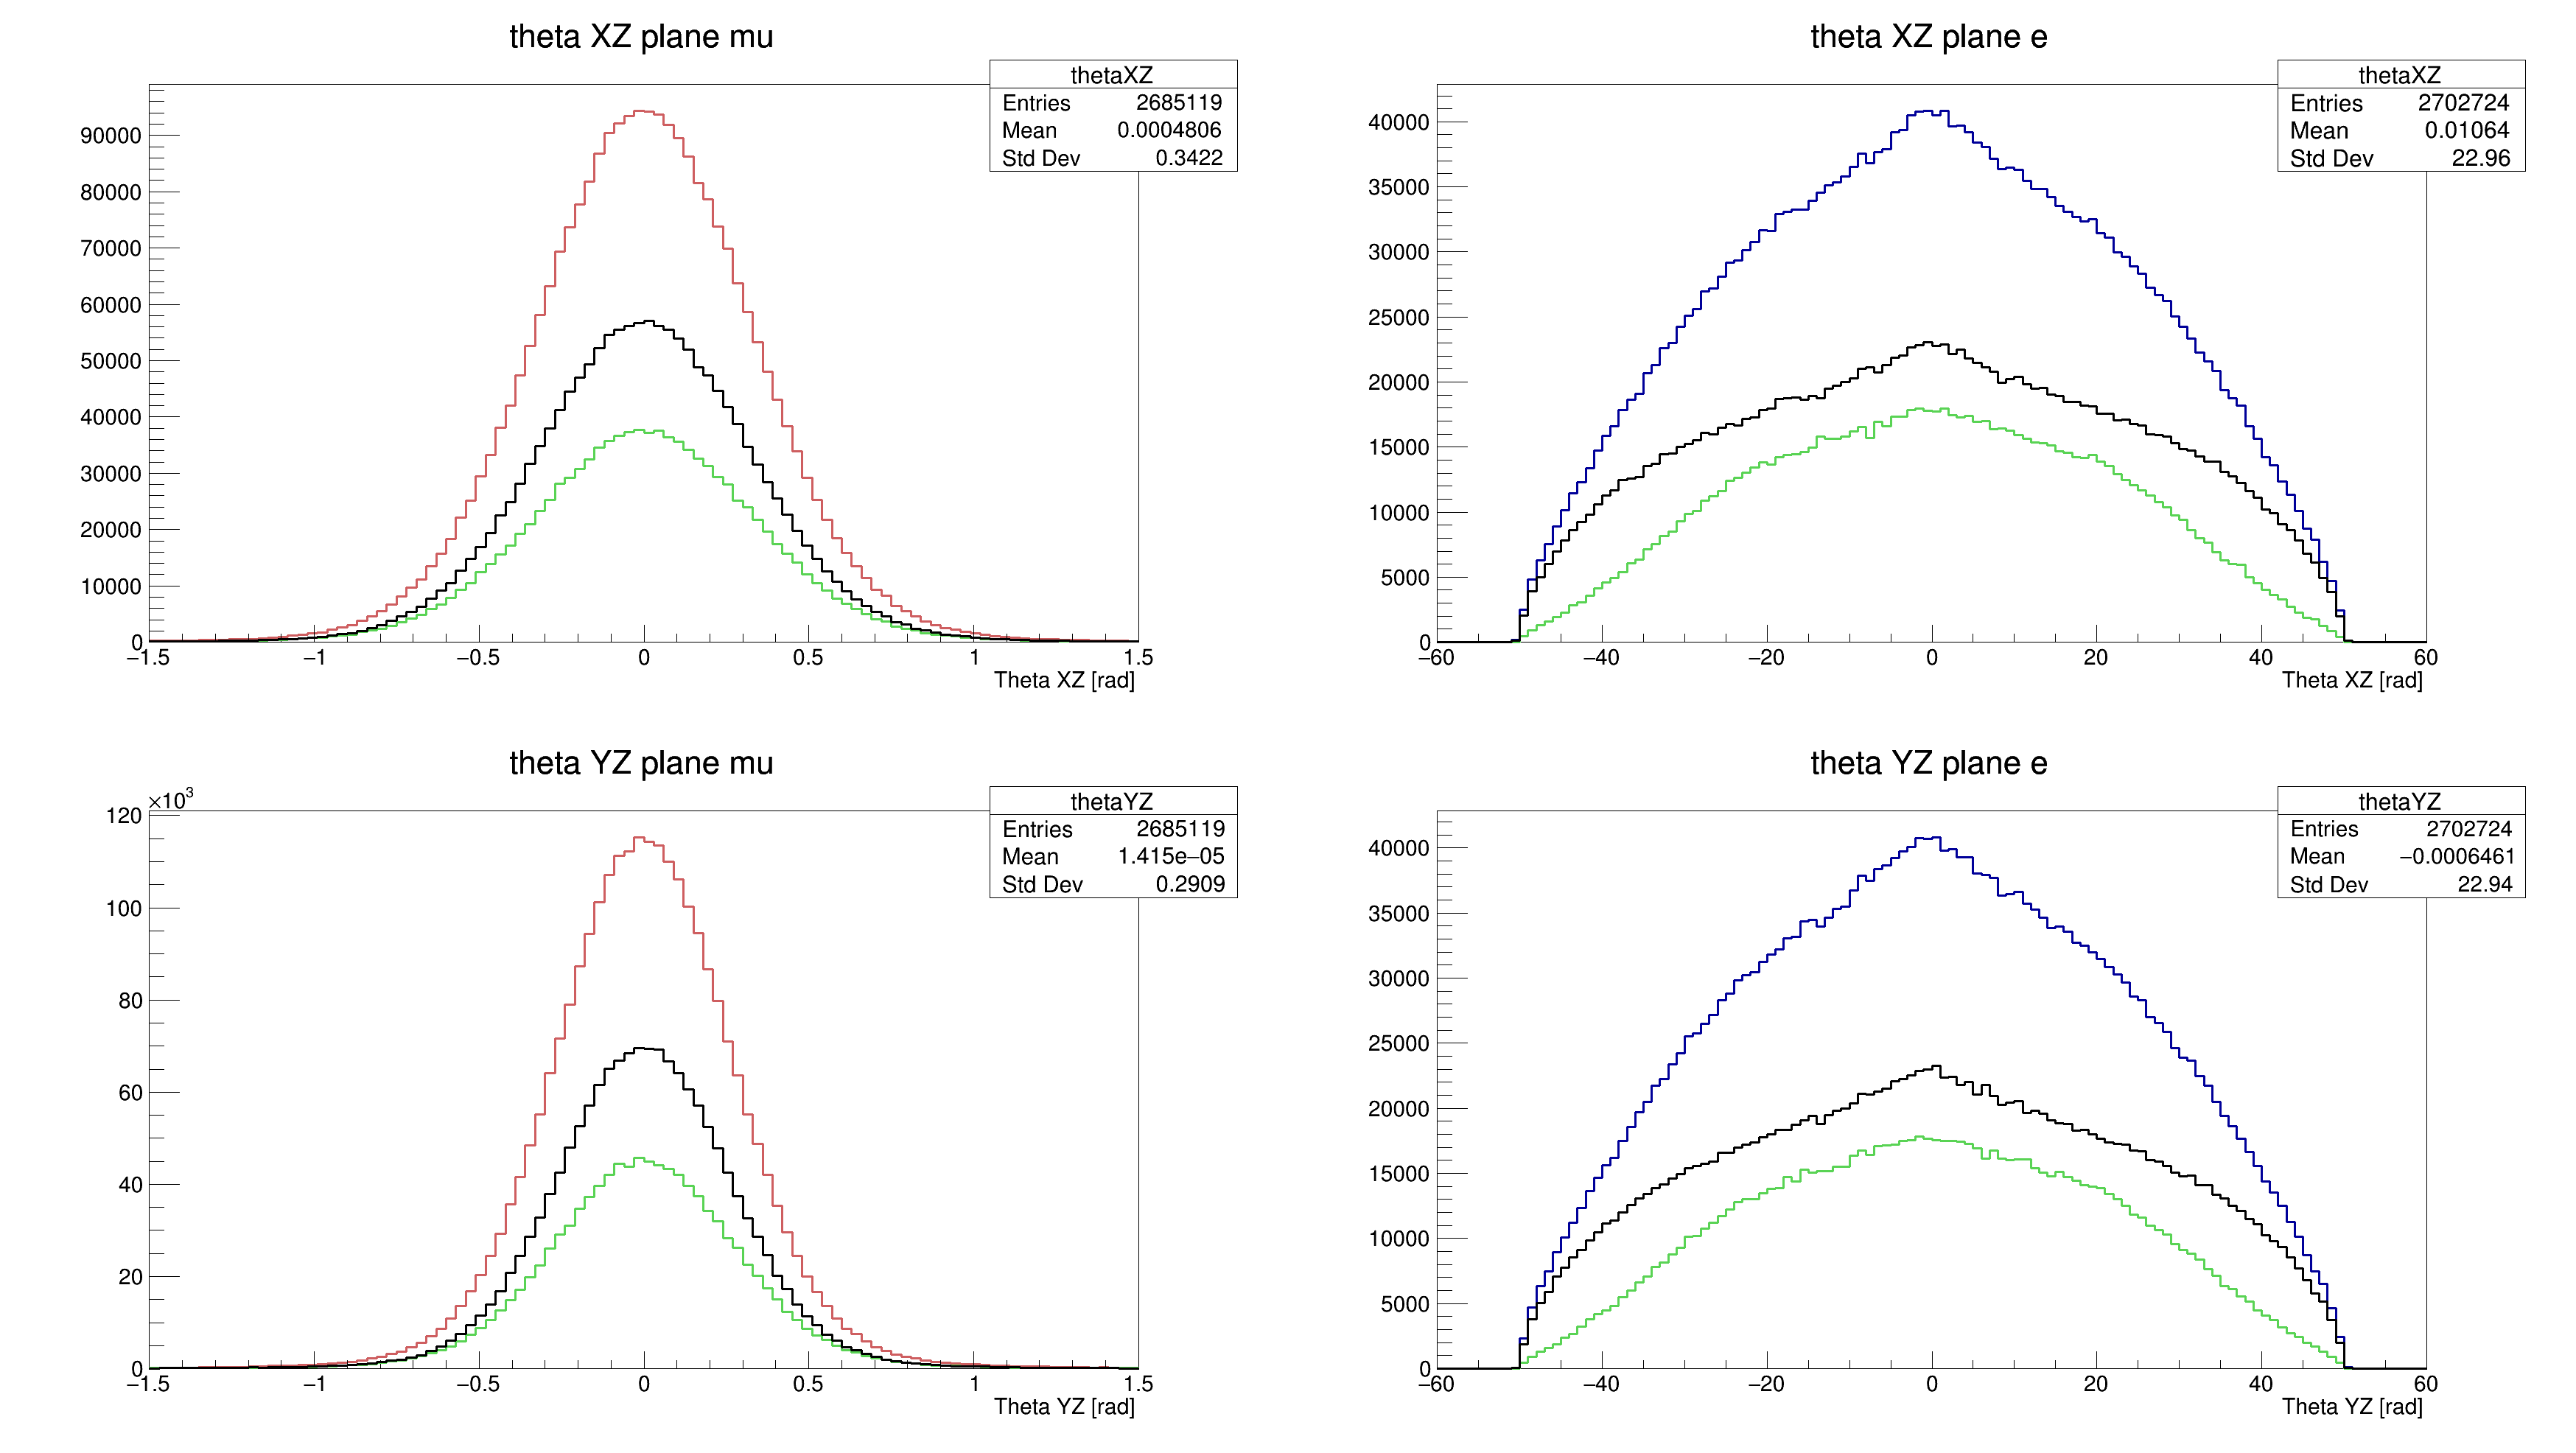 theta XZ plane mu
thetaXZ
Entries 2685119
Mean 0.0004806
Std Dev 0.3422
90000
80000
70000
60000
50000
40000
30000
20000
10000
0
−1.5 −1 −0.5 0 0.5 1 1.5
Theta XZ [rad]
theta XZ plane e
thetaXZ
Entries 2702724
Mean 0.01064
Std Dev 22.96
40000
35000
30000
25000
20000
15000
10000
5000
0
−60 −40 −20 0 20 40 60
Theta XZ [rad]
theta YZ plane mu
×10³
thetaYZ
Entries 2685119
Mean 1.415e−05
Std Dev 0.2909
120
100
80
60
40
20
0
−1.5 −1 −0.5 0 0.5 1 1.5
Theta YZ [rad]
theta YZ plane e
thetaYZ
Entries 2702724
Mean −0.0006461
Std Dev 22.94
40000
35000
30000
25000
20000
15000
10000
5000
0
−60 −40 −20 0 20 40 60
Theta YZ [rad]